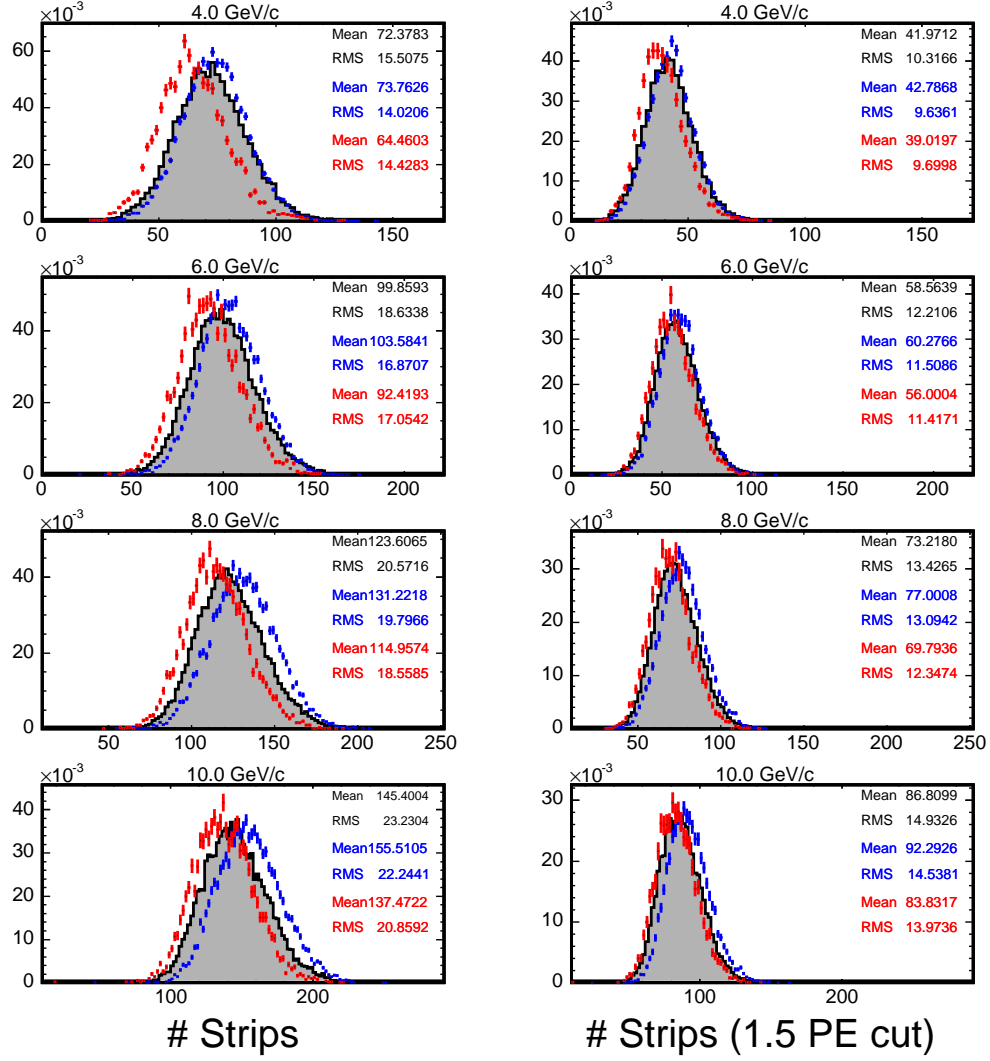 4.0 GeV/c
×10⁻³
Mean 72.3783
RMS 15.5075
Mean 73.7626
RMS 14.0206
Mean 64.4603
RMS 14.4283
60
40
20
0
0 50 100 150
4.0 GeV/c
×10⁻³
Mean 41.9712
RMS 10.3166
Mean 42.7868
RMS 9.6361
Mean 39.0197
RMS 9.6998
40
20
0
0 50 100 150
6.0 GeV/c
×10⁻³
Mean 99.8593
RMS 18.6338
Mean 103.5841
RMS 16.8707
Mean 92.4193
RMS 17.0542
40
20
0
0 50 100 150 200
6.0 GeV/c
×10⁻³
Mean 58.5639
RMS 12.2106
Mean 60.2766
RMS 11.5086
Mean 56.0004
RMS 11.4171
40
30
20
10
0
0 50 100 150 200
8.0 GeV/c
×10⁻³
Mean 123.6065
RMS 20.5716
Mean 131.2218
RMS 19.7966
Mean 114.9574
RMS 18.5585
40
20
0
50 100 150 200 250
8.0 GeV/c
×10⁻³
Mean 73.2180
RMS 13.4265
Mean 77.0008
RMS 13.0942
Mean 69.7936
RMS 12.3474
30
20
10
0
50 100 150 200 250
10.0 GeV/c
×10⁻³
Mean 145.4004
RMS 23.2304
Mean 155.5105
RMS 22.2441
Mean 137.4722
RMS 20.8592
40
30
20
10
0
100 200
# Strips
10.0 GeV/c
×10⁻³
Mean 86.8099
RMS 14.9326
Mean 92.2926
RMS 14.5381
Mean 83.8317
RMS 13.9736
30
20
10
0
100 200
# Strips (1.5 PE cut)